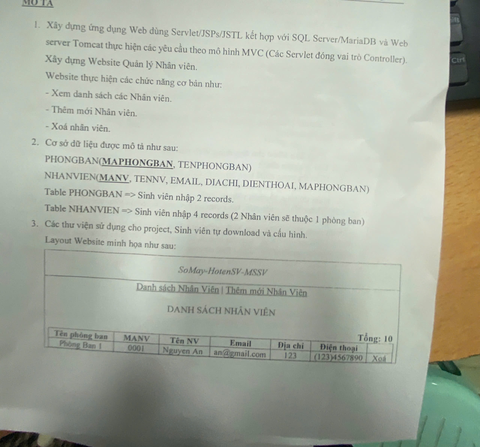 MÔ TẢ
1. Xây dựng ứng dụng Web dùng Servlet/JSPs/JSTL kết hợp với SQL Server/MariaDB và Web
server Tomcat thực hiện các yêu cầu theo mô hình MVC (Các Servlet đóng vai trò Controller).
Xây dựng Website Quản lý Nhân viên.
Website thực hiện các chức năng cơ bản như:
- Xem danh sách các Nhân viên.
- Thêm mới Nhân viên.
- Xoá nhân viên.
2. Cơ sở dữ liệu được mô tả như sau:
PHONGBAN(MAPHONGBAN, TENPHONGBAN)
NHANVIEN(MANV, TENNV, EMAIL, DIACHI, DIENTHOAI, MAPHONGBAN)
Table PHONGBAN => Sinh viên nhập 2 records.
Table NHANVIEN => Sinh viên nhập 4 records (2 Nhân viên sẽ thuộc 1 phòng ban)
3. Các thư viện sử dụng cho project, Sinh viên tự download và cấu hình.
Layout Website minh họa như sau:
SoMay-HotenSV-MSSV
Danh sách Nhân Viên | Thêm mới Nhân Viên
DANH SÁCH NHÂN VIÊN
Tổng: 10
Tên phòng ban MANV Tên NV Email Địa chỉ Điện thoại
Phòng Ban 1 0001 Nguyen An an@gmail.com 123 (123)4567890 Xoá
Ctrl